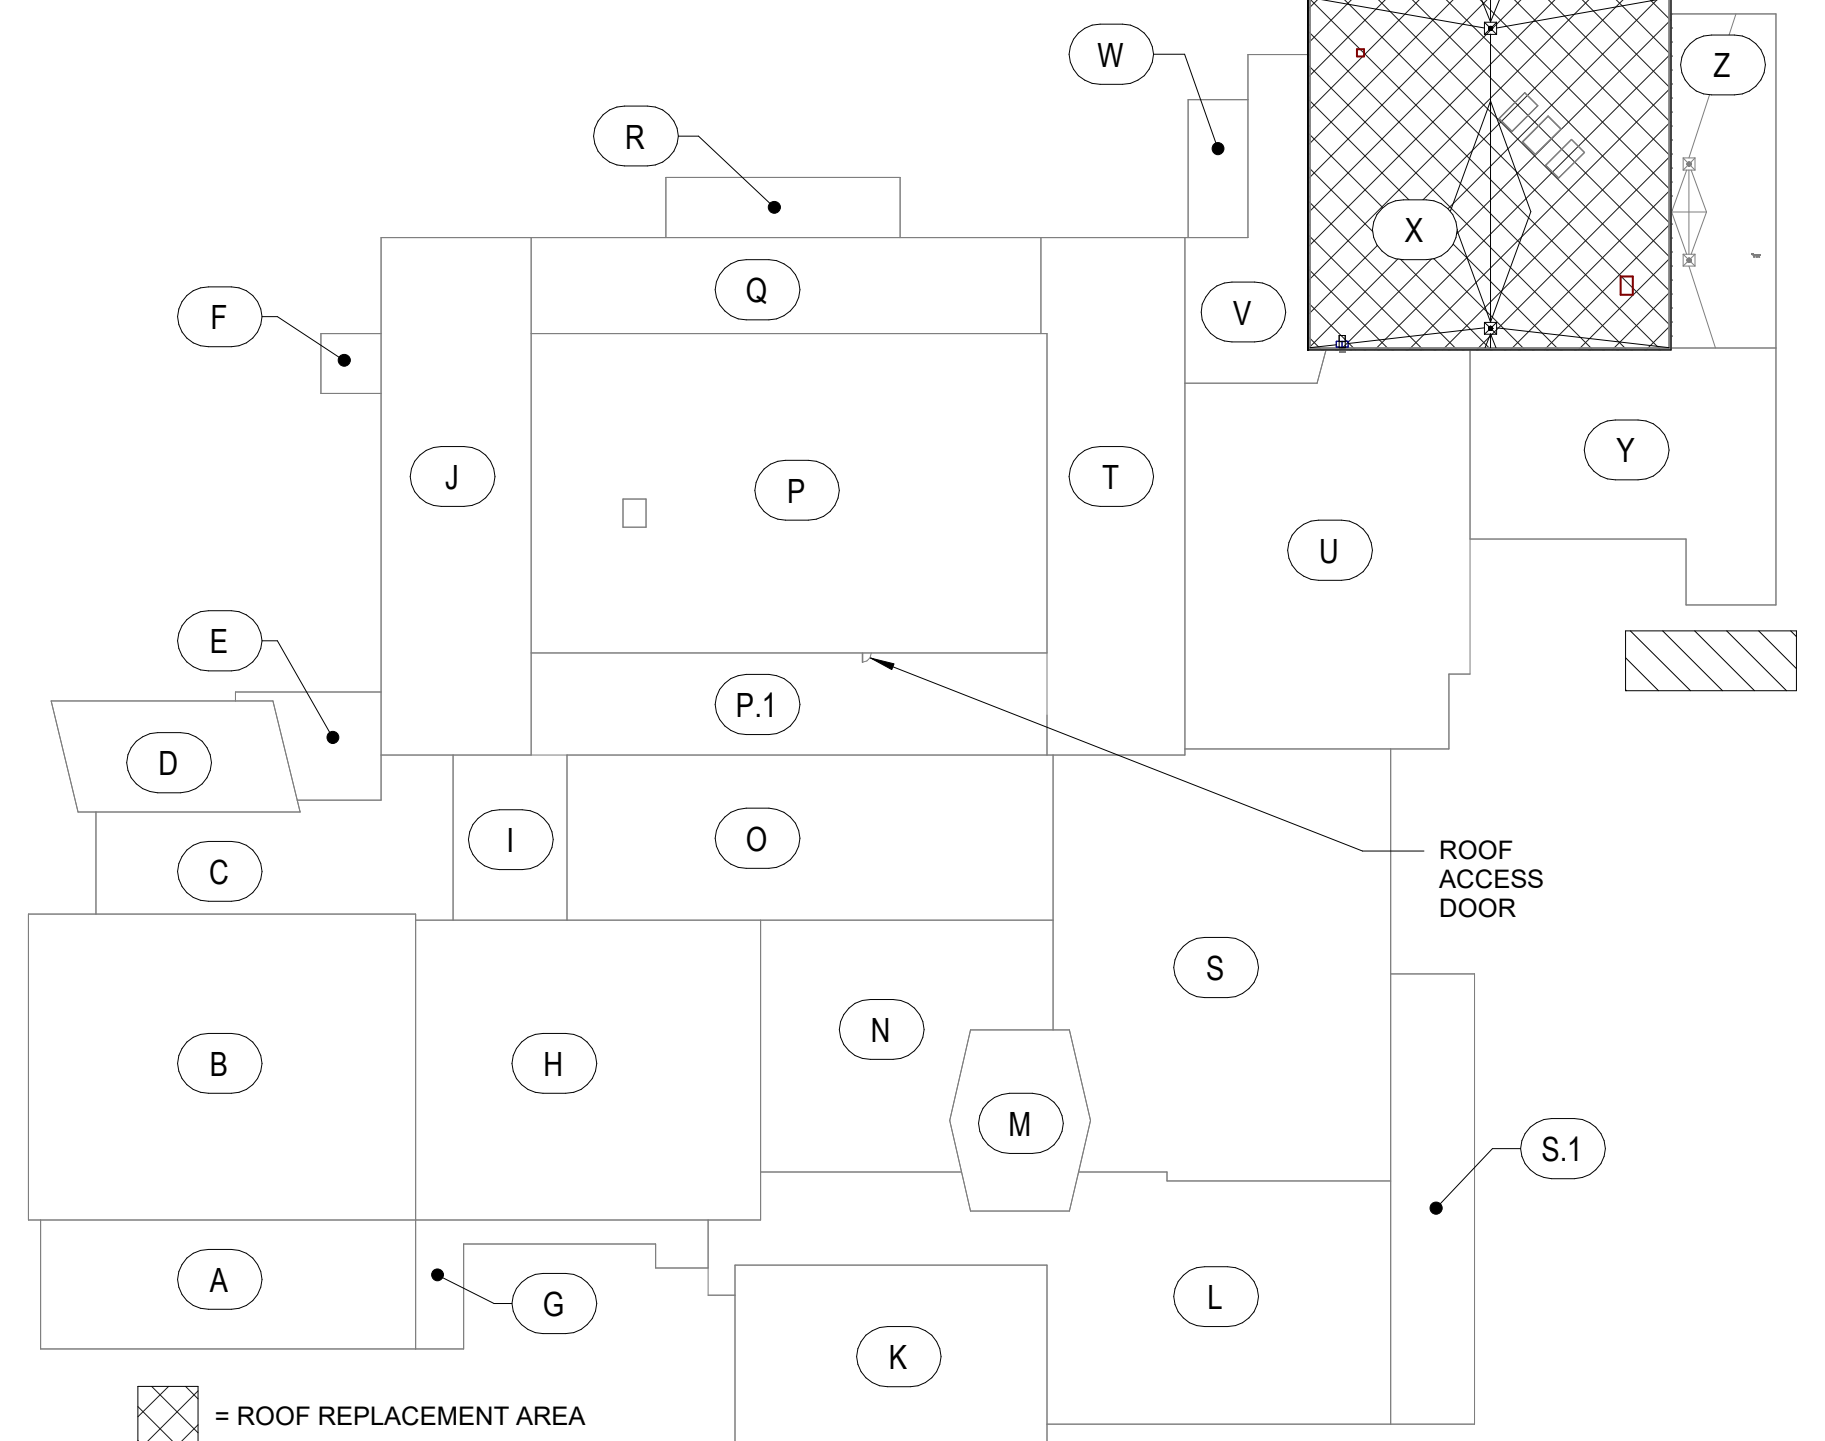 W
Z
R
X
Q
F
V
Y
J
P
T
U
E
P.1
D
I
O
C
ROOF
ACCESS
DOOR
S
N
B
H
M
S.1
A
G
L
K
= ROOF REPLACEMENT AREA